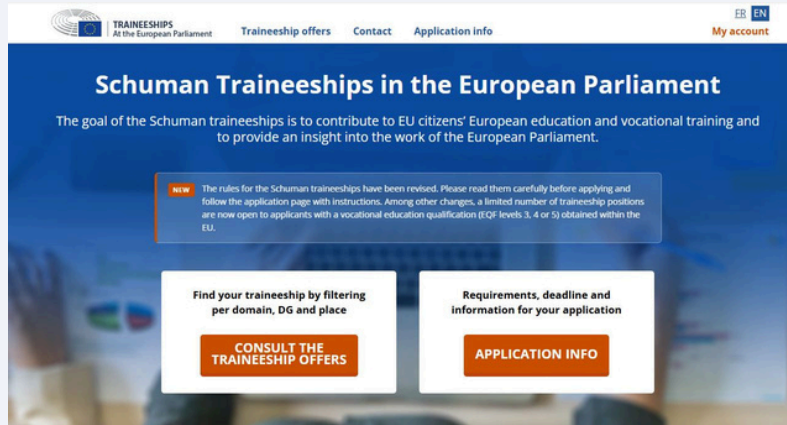 TRAINEESHIPS
At the European Parliament
Traineeship offers
Contact
Application info
FR EN
My account
Schuman Traineeships in the European Parliament
The goal of the Schuman traineeships is to contribute to EU citizens' European education and vocational training and
to provide an insight into the work of the European Parliament.
NEW
The rules for the Schuman traineeships have been revised. Please read them carefully before applying and
follow the application page with instructions. Among other changes, a limited number of traineeship positions
are now open to applicants with a vocational education qualification (EQF levels 3, 4 or 5) obtained within the
EU.
Find your traineeship by filtering
per domain, DG and place
CONSULT THE
TRAINEESHIP OFFERS
Requirements, deadline and
information for your application
APPLICATION INFO